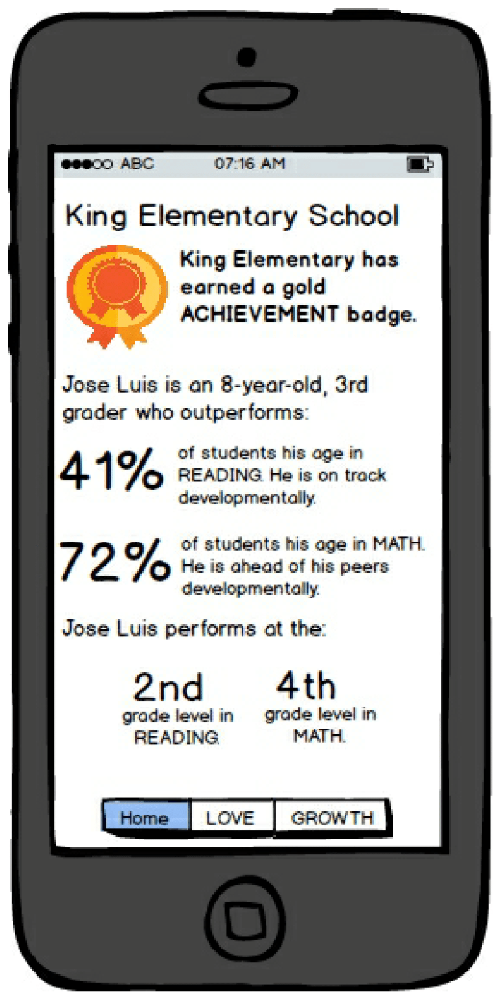 ABC 07:16 AM
King Elementary School
King Elementary has
earned a gold
ACHIEVEMENT badge.
Jose Luis is an 8-year-old, 3rd
grader who outperforms:
41%
of students his age in
READING. He is on track
developmentally.
72%
of students his age in MATH.
He is ahead of his peers
developmentally.
Jose Luis performs at the:
2nd
grade level in
READING.
4th
grade level in
MATH.
Home LOVE GROWTH